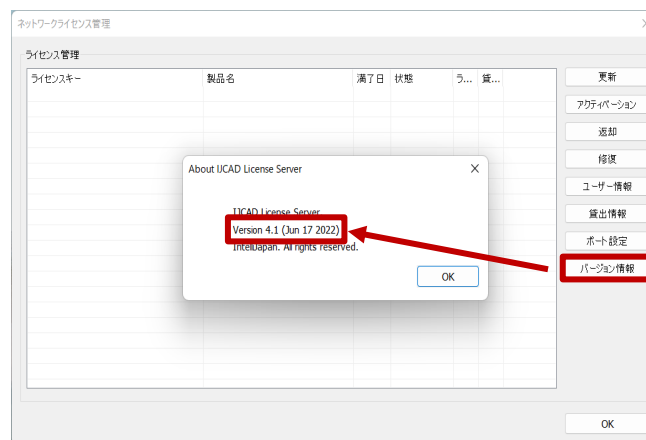 ネットワークライセンス管理
ライセンス管理
ライセンスキー 製品名 満了日 状態 ラ... 貸...
更新
アクティベーション
返却
修復
ユーザー情報
貸出情報
ポート設定
バージョン情報
About IJCAD License Server
IJCAD License Server
Version 4.1 (Jun 17 2022)
IntelliJapan. All rights reserved.
OK
OK